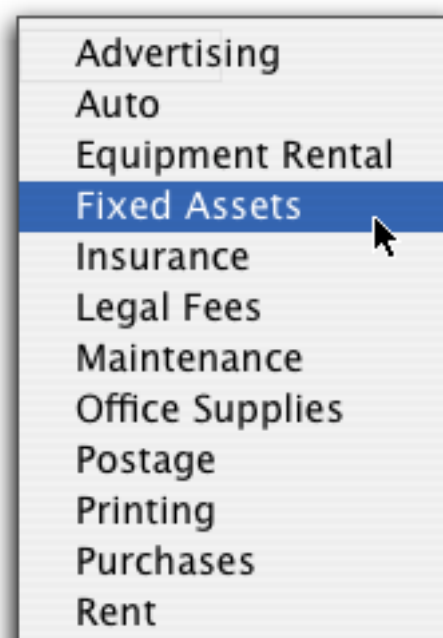 Advertising
Auto
Equipment Rental
Fixed Assets
Insurance
Legal Fees
Maintenance
Office Supplies
Postage
Printing
Purchases
Rent